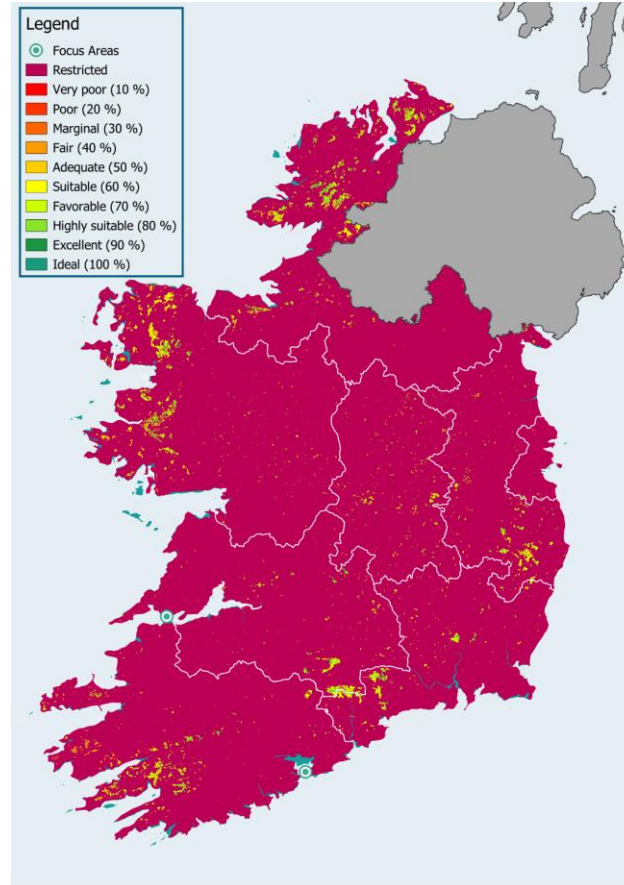 Legend
Focus Areas
Restricted
Very poor (10 %)
Poor (20 %)
Marginal (30 %)
Fair (40 %)
Adequate (50 %)
Suitable (60 %)
Favorable (70 %)
Highly suitable (80 %)
Excellent (90 %)
Ideal (100 %)